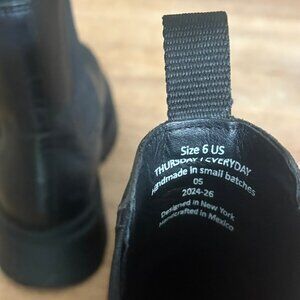 Size 6 US
THURSDAY / EVERYDAY
Handmade in small batches
05
2024-26
Designed in New York
Handcrafted in Mexico